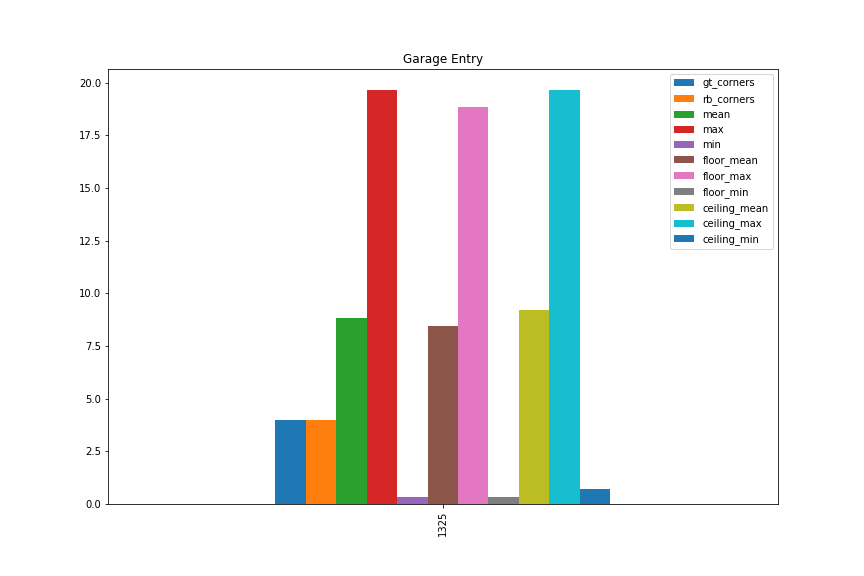 Garage Entry
20.0
17.5
15.0
12.5
10.0
7.5
5.0
2.5
0.0
1325
gt_corners
rb_corners
mean
max
min
floor_mean
floor_max
floor_min
ceiling_mean
ceiling_max
ceiling_min